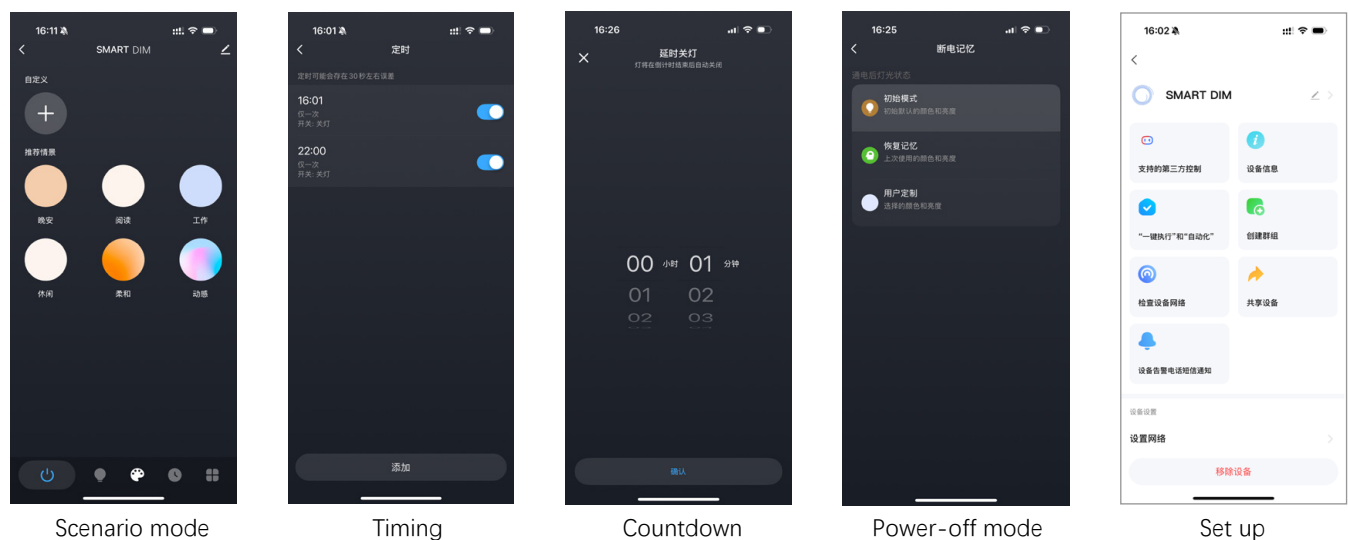 16:11
SMART DIM
自定义
推荐情景
晚安 阅读 工作
休闲 柔和 动感
Scenario mode
16:01
定时
定时可能会存在30秒左右误差
16:01
仅一次
开关: 关灯
22:00
仅一次
开关: 关灯
添加
Timing
16:26
延时关灯
灯将在倒计时结束后自动关闭
00 小时 01 分钟
01 02
02 03
确认
Countdown
16:25
断电记忆
通电后灯光状态
初始模式
初始默认的颜色和亮度
恢复记忆
上次使用的颜色和亮度
用户定制
选择的颜色和亮度
Power-off mode
16:02
SMART DIM
支持的第三方控制 设备信息
“一键执行”和“自动化” 创建群组
检查设备网络 共享设备
设备告警电话短信通知
设备设置
设置网络
移除设备
Set up